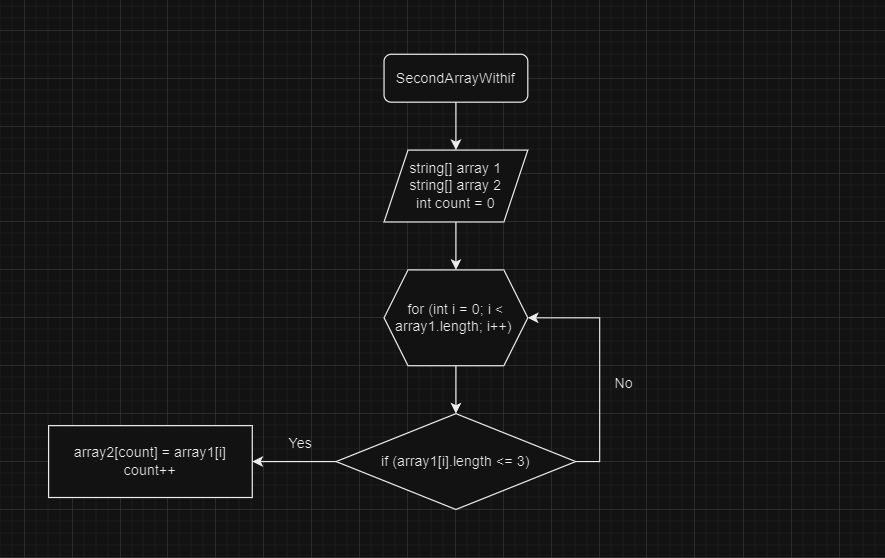 SecondArrayWithif
string[] array 1
string[] array 2
int count = 0
for (int i = 0; i <
array1.length; i++)
No
Yes
if (array1[i].length <= 3)
array2[count] = array1[i]
count++